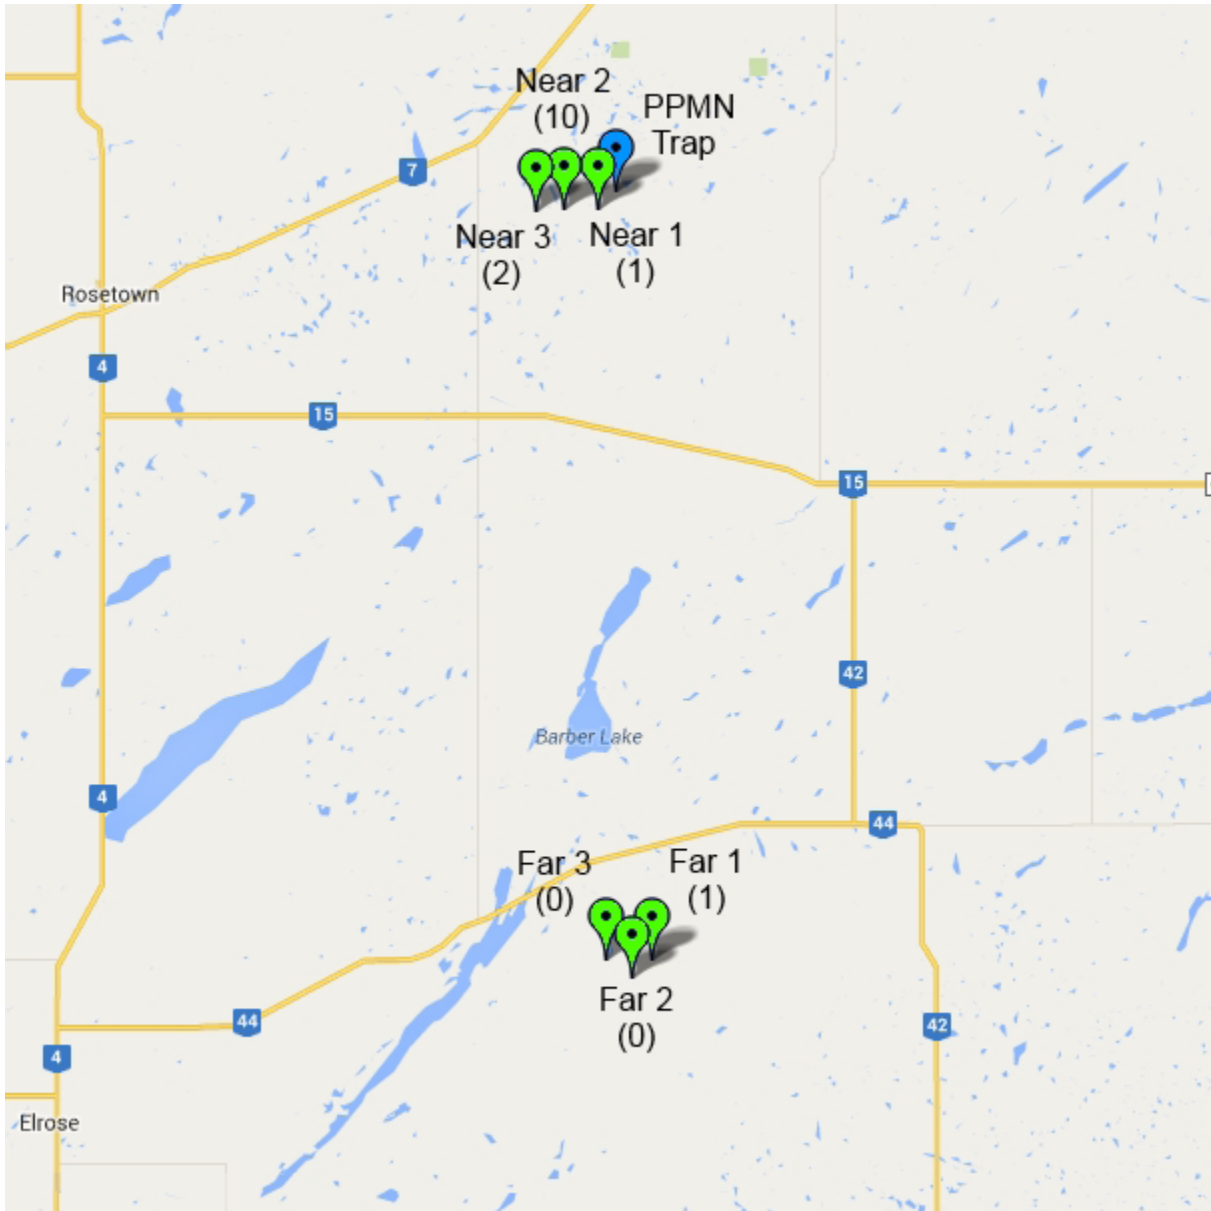 Near 2
(10)
PPMN
Trap
7
Near 3
(2)
Near 1
(1)
Rosetown
4
15
15
42
Barber Lake
4
44
Far 3
(0)
Far 1
(1)
Far 2
(0)
44
42
4
Elrose